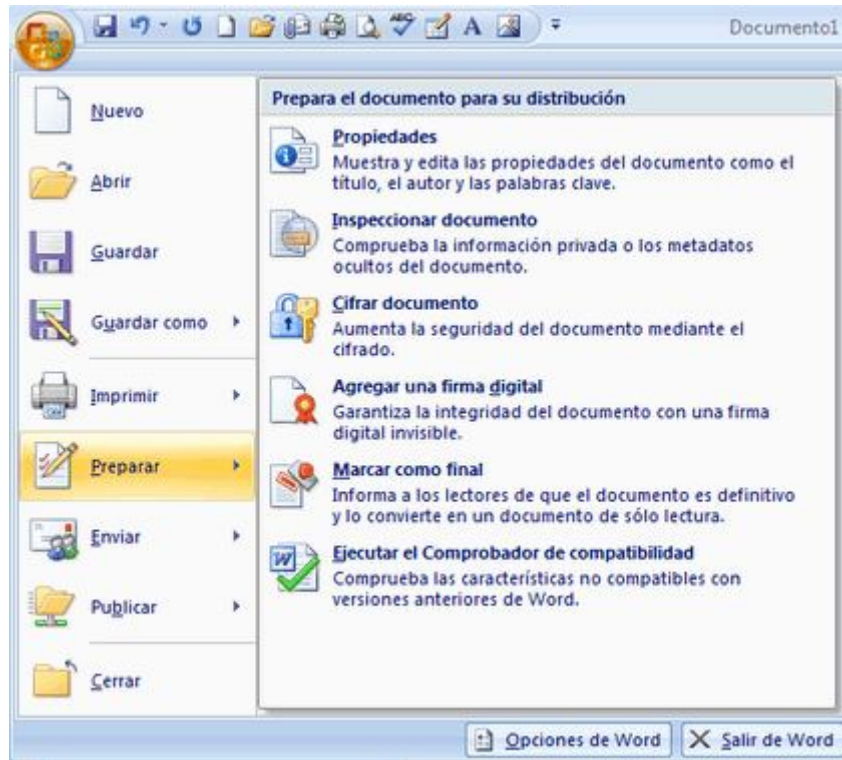 Documento1
Nuevo
Abrir
Guardar
Guardar como
Imprimir
Preparar
Enviar
Publicar
Cerrar
Prepara el documento para su distribución
Propiedades
Muestra y edita las propiedades del documento como el
título, el autor y las palabras clave.
Inspeccionar documento
Comprueba la información privada o los metadatos
ocultos del documento.
Cifrar documento
Aumenta la seguridad del documento mediante el
cifrado.
Agregar una firma digital
Garantiza la integridad del documento con una firma
digital invisible.
Marcar como final
Informa a los lectores de que el documento es definitivo
y lo convierte en un documento de sólo lectura.
Ejecutar el Comprobador de compatibilidad
Comprueba las características no compatibles con
versiones anteriores de Word.
Opciones de Word
Salir de Word